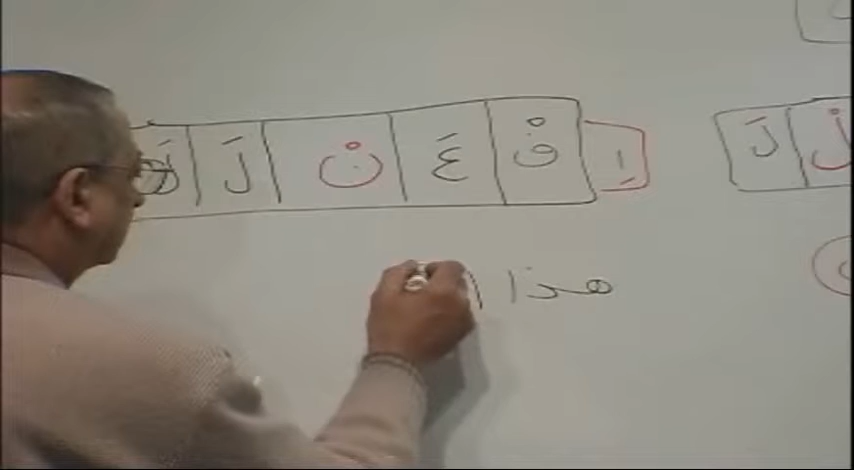 اِ فْ عَ نْ لَ
لْ لَ
هذا